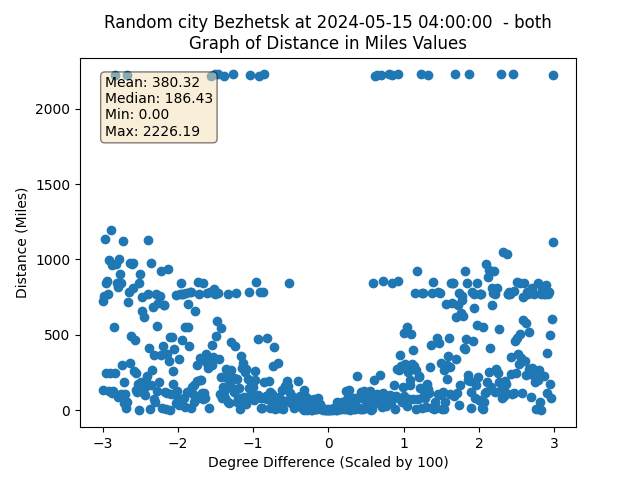 Random city Bezhetsk at 2024-05-15 04:00:00  - both
Graph of Distance in Miles Values
Mean: 380.32
Median: 186.43
Min: 0.00
Max: 2226.19
Distance (Miles)
2000
1500
1000
500
0
−3
−2
−1
0
1
2
3
Degree Difference (Scaled by 100)